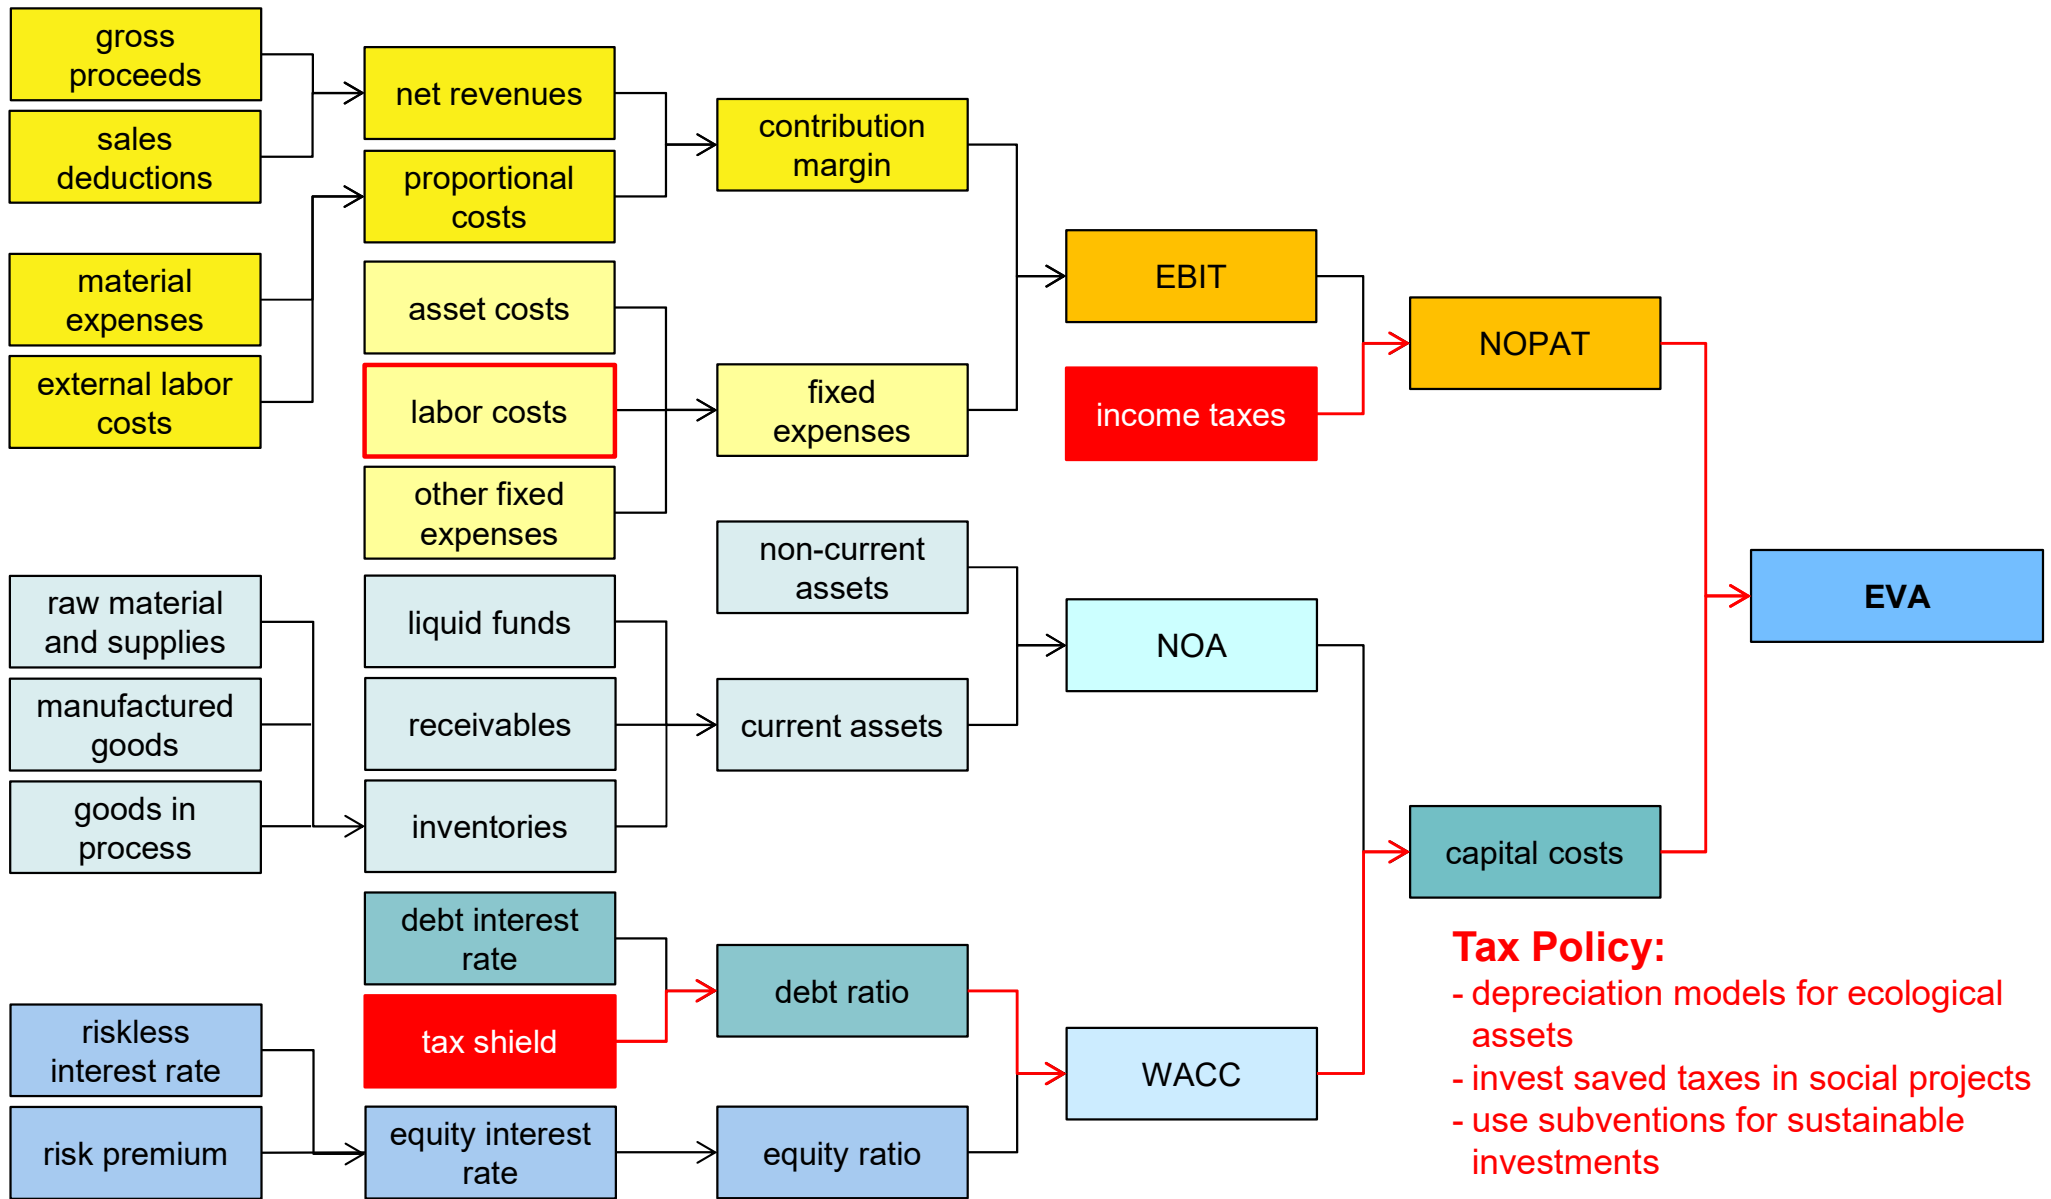 gross
proceeds
sales
deductions
material
expenses
external labor
costs
raw material
and supplies
manufactured
goods
goods in
process
riskless
interest rate
risk premium
net revenues
proportional
costs
asset costs
labor costs
other fixed
expenses
liquid funds
receivables
inventories
debt interest
rate
tax shield
equity interest
rate
contribution
margin
fixed
expenses
non-current
assets
current assets
debt ratio
equity ratio
EBIT
income taxes
NOA
WACC
NOPAT
capital costs
EVA
Tax Policy:
- depreciation models for ecological
assets
- invest saved taxes in social projects
- use subventions for sustainable
investments